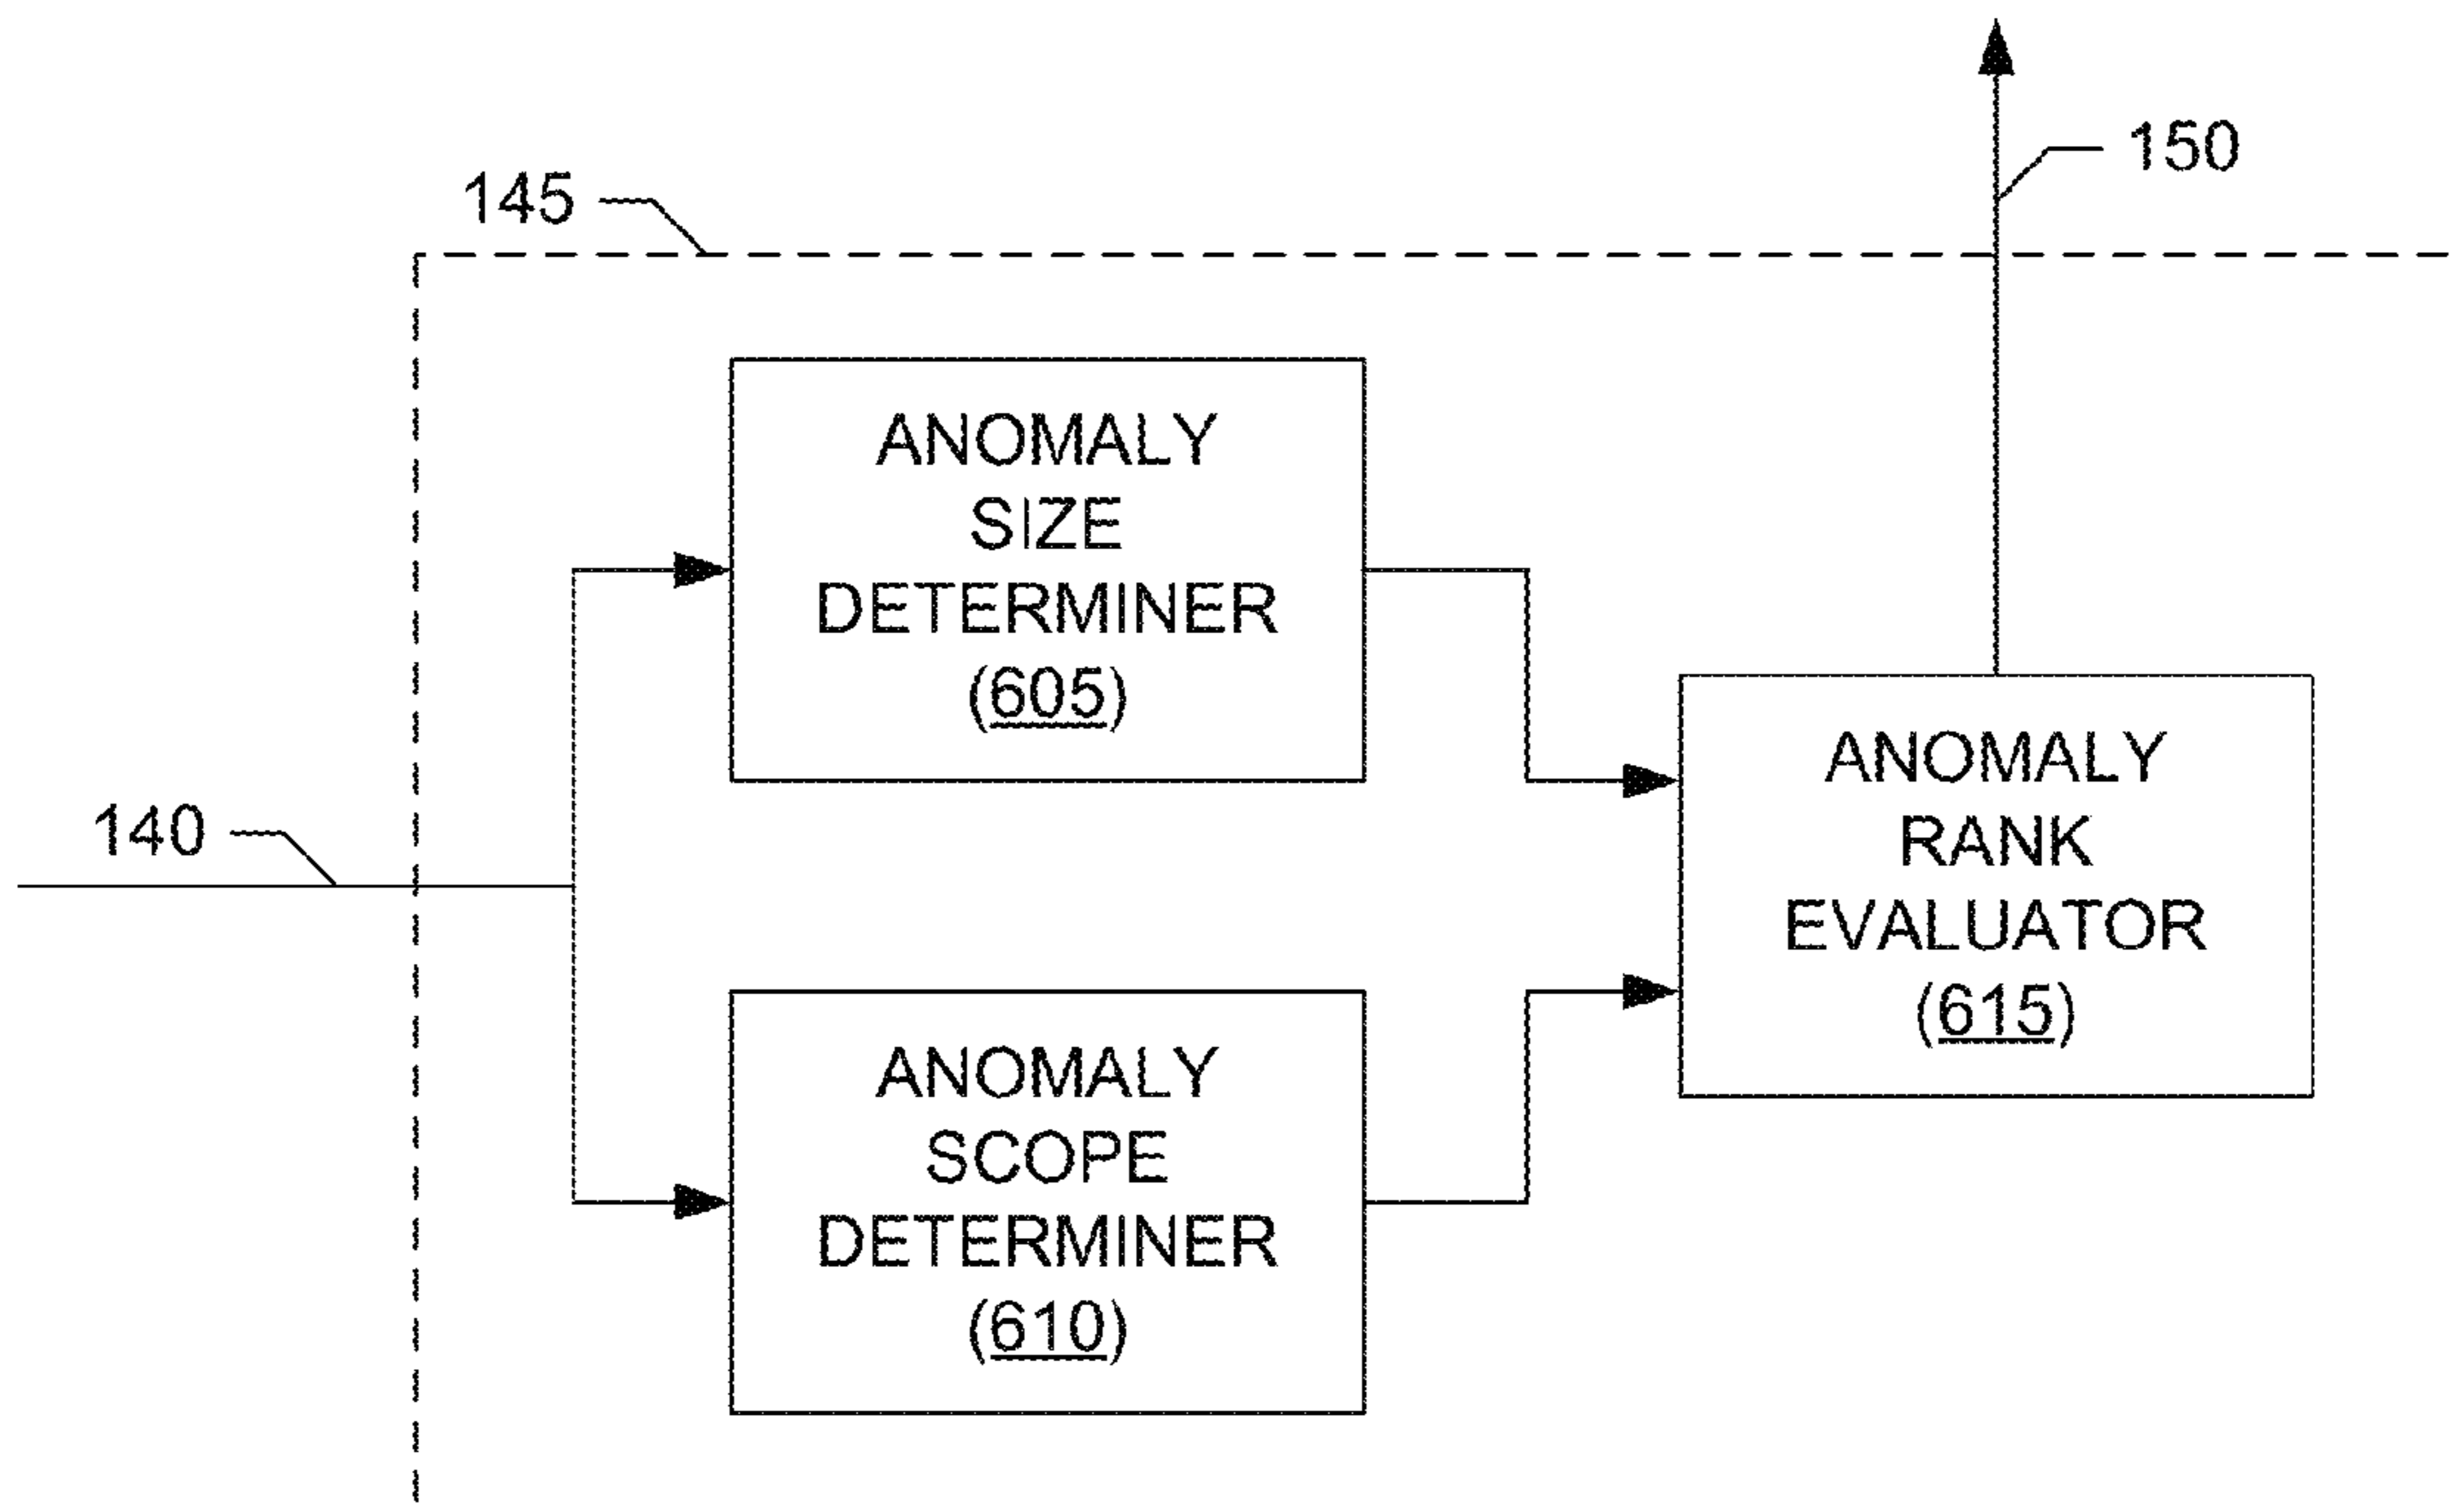 150
145
ANOMALY
SIZE
DETERMINER
(605)
140
ANOMALY
RANK
EVALUATOR
(615)
ANOMALY
SCOPE
DETERMINER
(610)